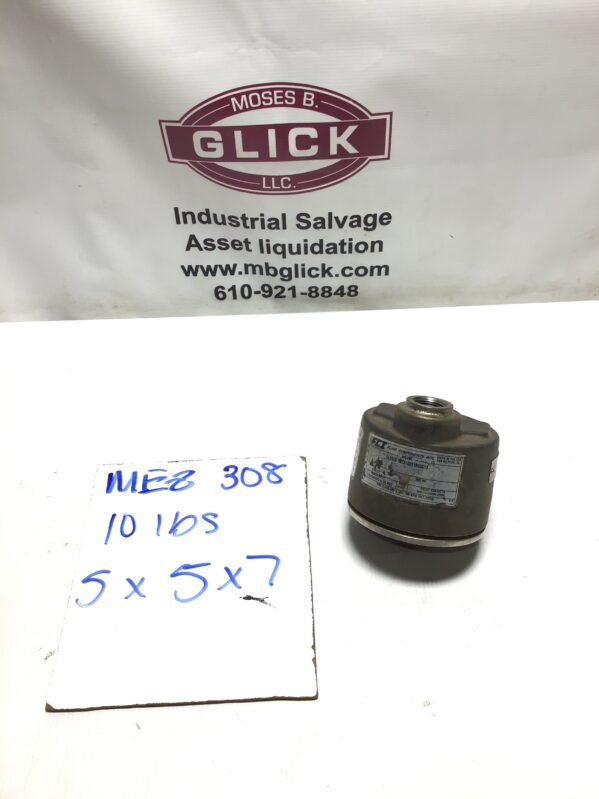 MOSES B.
GLICK
LLC.
Industrial Salvage
Asset liquidation
www.mbglick.com
610-921-8848
FCI
MEZ 308
10 lbs
5 x 5 x 7